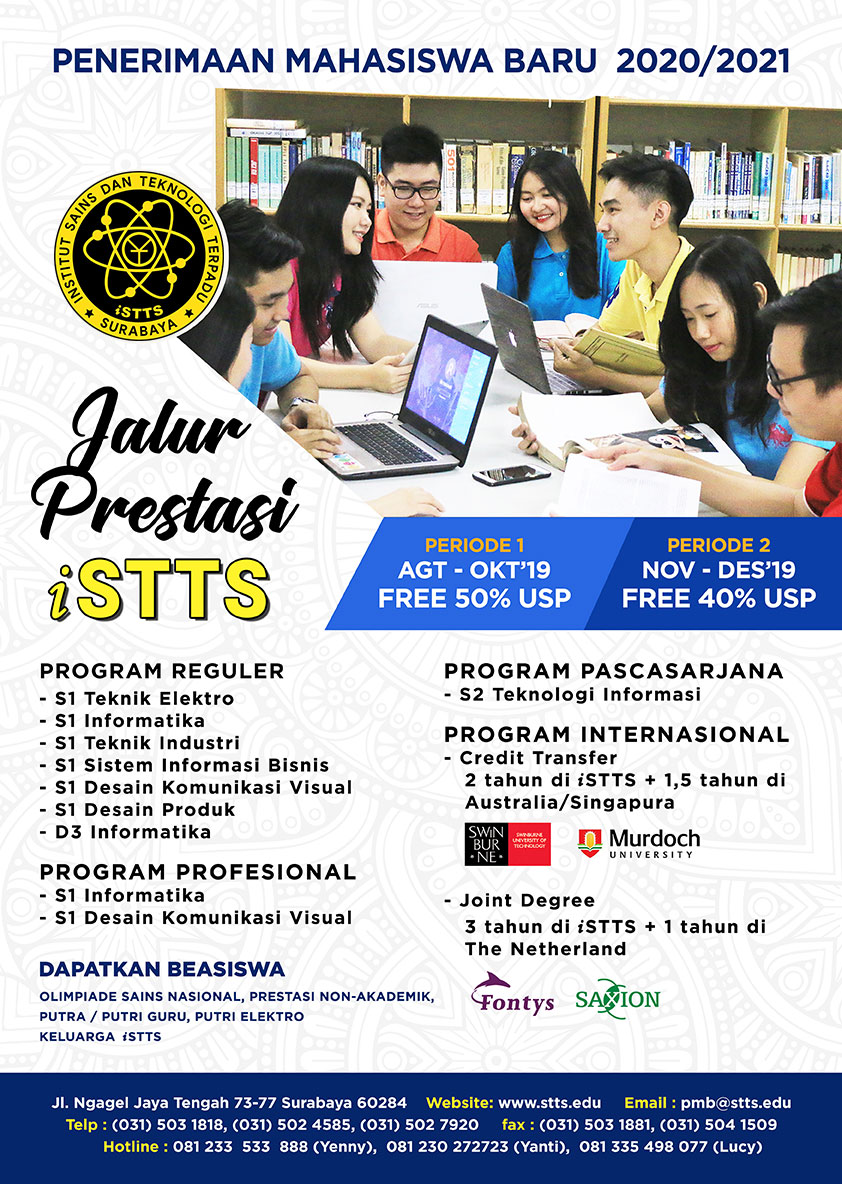 PENERIMAAN MAHASISWA BARU 2020/2021
INSTITUT SAINS DAN TEKNOLOGI TERPADU
iSTTS
SURABAYA
ASUS
Jalur
Prestasi
iSTTS
PERIODE 1
AGT - OKT'19
FREE 50% USP
PERIODE 2
NOV - DES'19
FREE 40% USP
PROGRAM REGULER
- S1 Teknik Elektro
- S1 Informatika
- S1 Teknik Industri
- S1 Sistem Informasi Bisnis
- S1 Desain Komunikasi Visual
- S1 Desain Produk
- D3 Informatika
PROGRAM PROFESIONAL
- S1 Informatika
- S1 Desain Komunikasi Visual
DAPATKAN BEASISWA
OLIMPIADE SAINS NASIONAL, PRESTASI NON-AKADEMIK,
PUTRA / PUTRI GURU, PUTRI ELEKTRO
KELUARGA iSTTS
PROGRAM PASCASARJANA
- S2 Teknologi Informasi
PROGRAM INTERNASIONAL
- Credit Transfer
2 tahun di iSTTS + 1,5 tahun di
Australia/Singapura
SWIN
BUR
NE
SWINBURNE
UNIVERSITY OF
TECHNOLOGY
Murdoch
UNIVERSITY
- Joint Degree
3 tahun di iSTTS + 1 tahun di
The Netherland
Fontys
SAXION
Jl. Ngagel Jaya Tengah 73-77 Surabaya 60284 Website: www.stts.edu Email : pmb@stts.edu
Telp : (031) 503 1818, (031) 502 4585, (031) 502 7920 fax : (031) 503 1881, (031) 504 1509
Hotline : 081 233 533 888 (Yenny), 081 230 272723 (Yanti), 081 335 498 077 (Lucy)